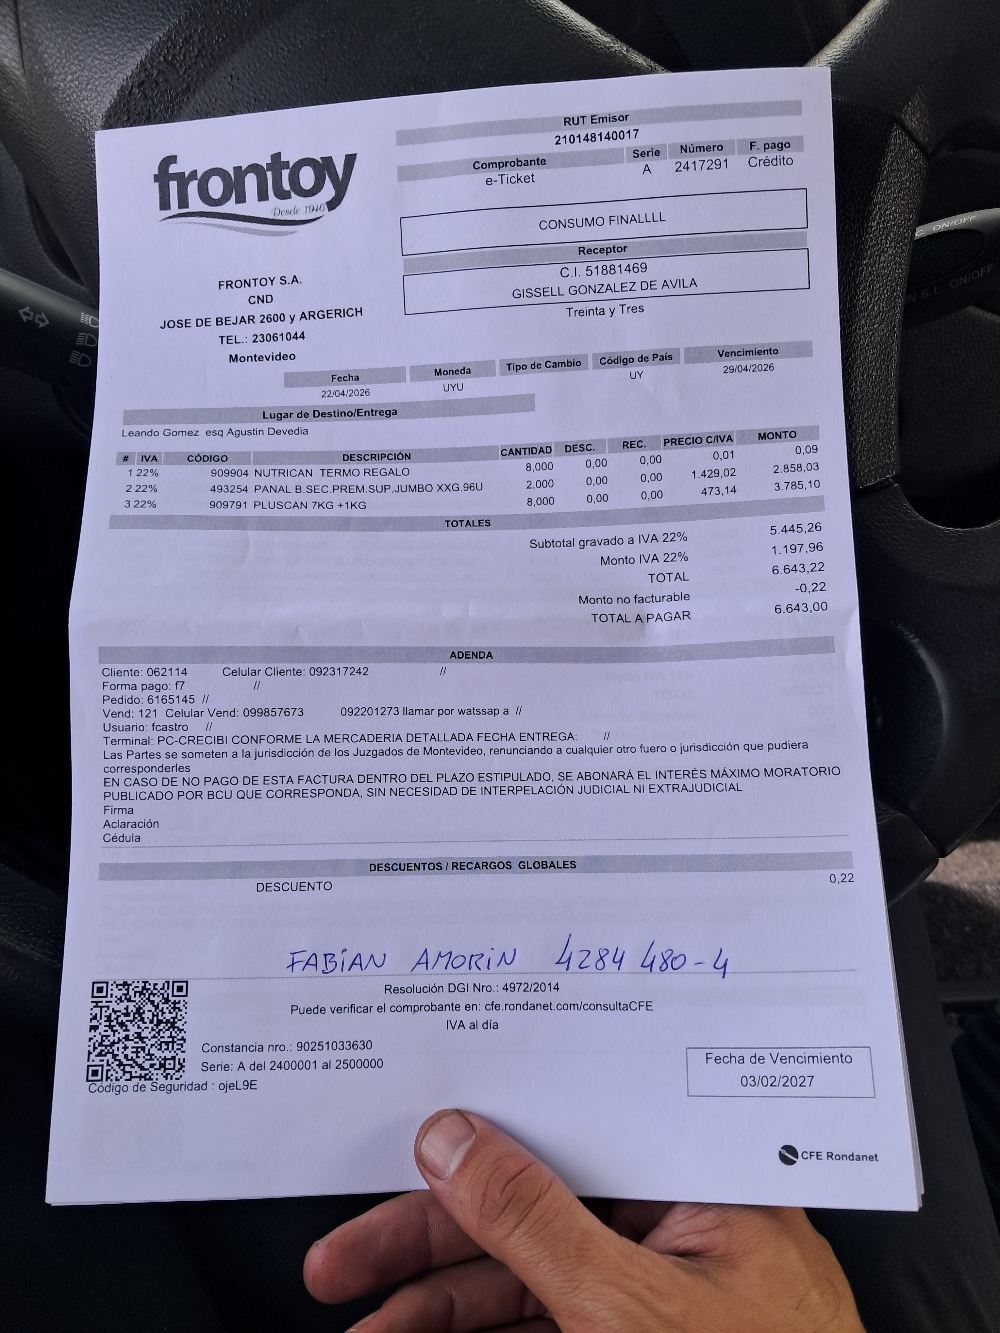 frontoy
Desde 1946
RUT Emisor
210148140017
Comprobante Serie Número F. pago
e-Ticket A 2417291 Crédito
CONSUMO FINALLLL
Receptor
C.I. 51881469
GISSELL GONZALEZ DE AVILA
Treinta y Tres
FRONTOY S.A.
CND
JOSE DE BEJAR 2600 y ARGERICH
TEL.: 23061044
Montevideo
Fecha Moneda Tipo de Cambio Código de País Vencimiento
22/04/2026 UYU UY 29/04/2026
Lugar de Destino/Entrega
Leando Gomez esq Agustin Devedia
# IVA CÓDIGO DESCRIPCIÓN CANTIDAD DESC. REC. PRECIO C/IVA MONTO
1 22% 909904 NUTRICAN TERMO REGALO 8,000 0,00 0,00 0,01 0,09
2 22% 493254 PANAL B.SEC.PREM.SUP.JUMBO XXG.96U 2,000 0,00 0,00 1.429,02 2.858,03
3 22% 909791 PLUSCAN 7KG +1KG 8,000 0,00 0,00 473,14 3.785,10
TOTALES
Subtotal gravado a IVA 22% 5.445,26
Monto IVA 22% 1.197,96
TOTAL 6.643,22
Monto no facturable -0,22
TOTAL A PAGAR 6.643,00
ADENDA
Cliente: 062114 Celular Cliente: 092317242 //
Forma pago: f7 //
Pedido: 6165145 //
Vend: 121 Celular Vend: 099857673 092201273 llamar por watssap a //
Usuario: fcastro //
Terminal: PC-CRECIBI CONFORME LA MERCADERIA DETALLADA FECHA ENTREGA: //
Las Partes se someten a la jurisdicción de los Juzgados de Montevideo, renunciando a cualquier otro fuero o jurisdicción que pudiera
corresponderles
EN CASO DE NO PAGO DE ESTA FACTURA DENTRO DEL PLAZO ESTIPULADO, SE ABONARÁ EL INTERÉS MÁXIMO MORATORIO
PUBLICADO POR BCU QUE CORRESPONDA, SIN NECESIDAD DE INTERPELACIÓN JUDICIAL NI EXTRAJUDICIAL
Firma
Aclaración
Cédula
DESCUENTOS / RECARGOS GLOBALES
DESCUENTO 0,22
FABIAN AMORIN 4284 480-4
Resolución DGI Nro.: 4972/2014
Puede verificar el comprobante en: cfe.rondanet.com/consultaCFE
IVA al día
Constancia nro.: 90251033630
Serie: A del 2400001 al 2500000
Código de Seguridad : ojeL9E
Fecha de Vencimiento
03/02/2027
CFE Rondanet
ON/OFF
S.L. ON/OFF